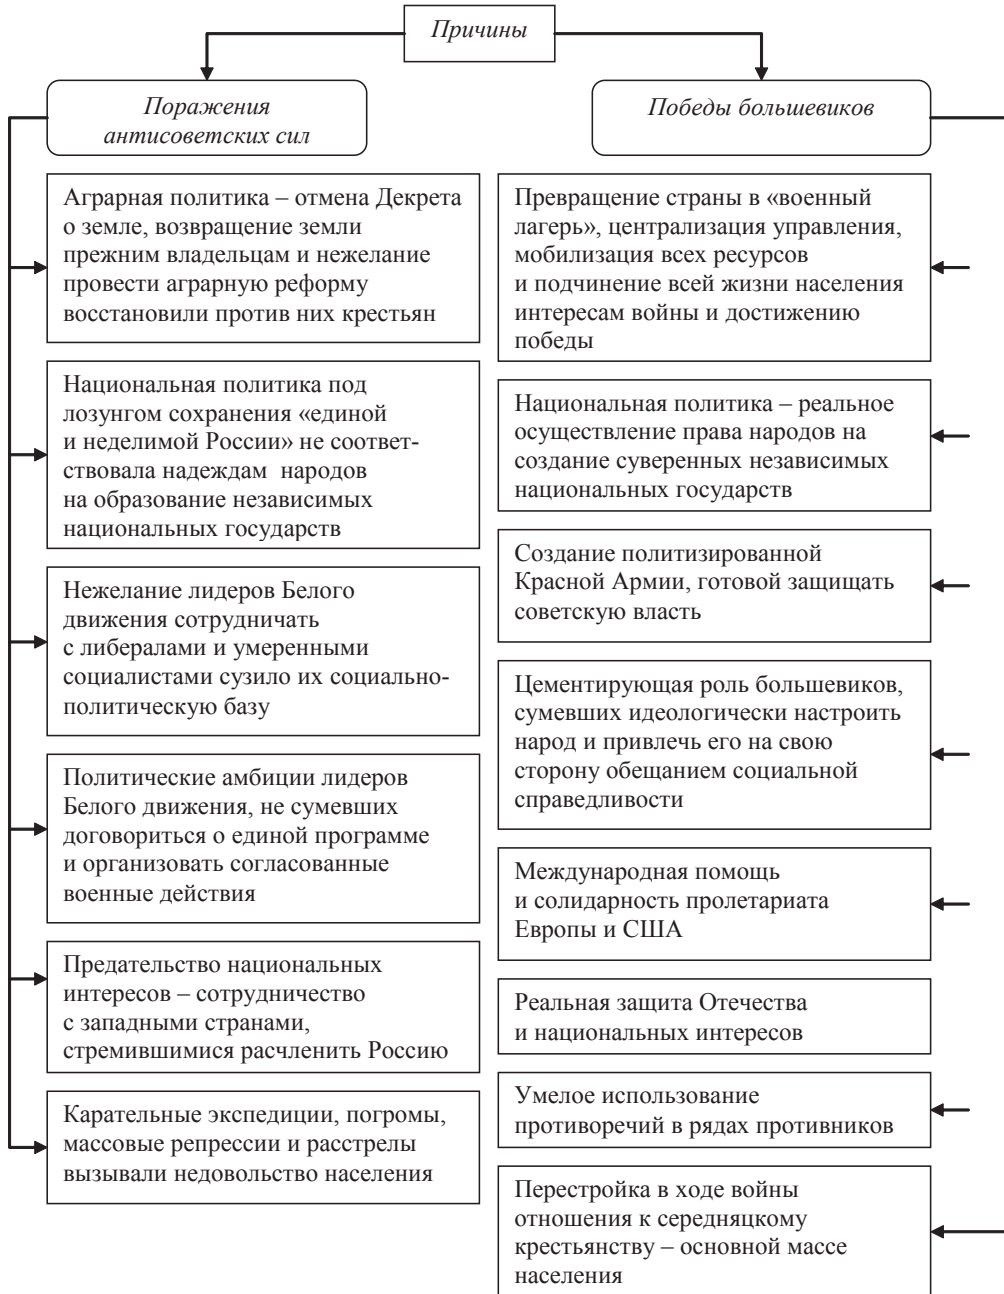 Причины
Поражения
антисоветских сил
Аграрная политика – отмена Декрета
о земле, возвращение земли
прежним владельцам и нежелание
провести аграрную реформу
восстановили против них крестьян
Национальная политика под
лозунгом сохранения «единой
и неделимой России» не соответ-
ствовала надеждам народов
на образование независимых
национальных государств
Нежелание лидеров Белого
движения сотрудничать
с либералами и умеренными
социалистами сузило их социально-
политическую базу
Политические амбиции лидеров
Белого движения, не сумевших
договориться о единой программе
и организовать согласованные
военные действия
Предательство национальных
интересов – сотрудничество
с западными странами,
стремившимися расчленить Россию
Карательные экспедиции, погромы,
массовые репрессии и расстрелы
вызывали недовольство населения
Победы большевиков
Превращение страны в «военный
лагерь», централизация управления,
мобилизация всех ресурсов
и подчинение всей жизни населения
интересам войны и достижению
победы
Национальная политика – реальное
осуществление права народов на
создание суверенных независимых
национальных государств
Создание политизированной
Красной Армии, готовой защищать
советскую власть
Цементирующая роль большевиков,
сумевших идеологически настроить
народ и привлечь его на свою
сторону обещанием социальной
справедливости
Международная помощь
и солидарность пролетариата
Европы и США
Реальная защита Отечества
и национальных интересов
Умелое использование
противоречий в рядах противников
Перестройка в ходе войны
отношения к середняцкому
крестьянству – основной массе
населения